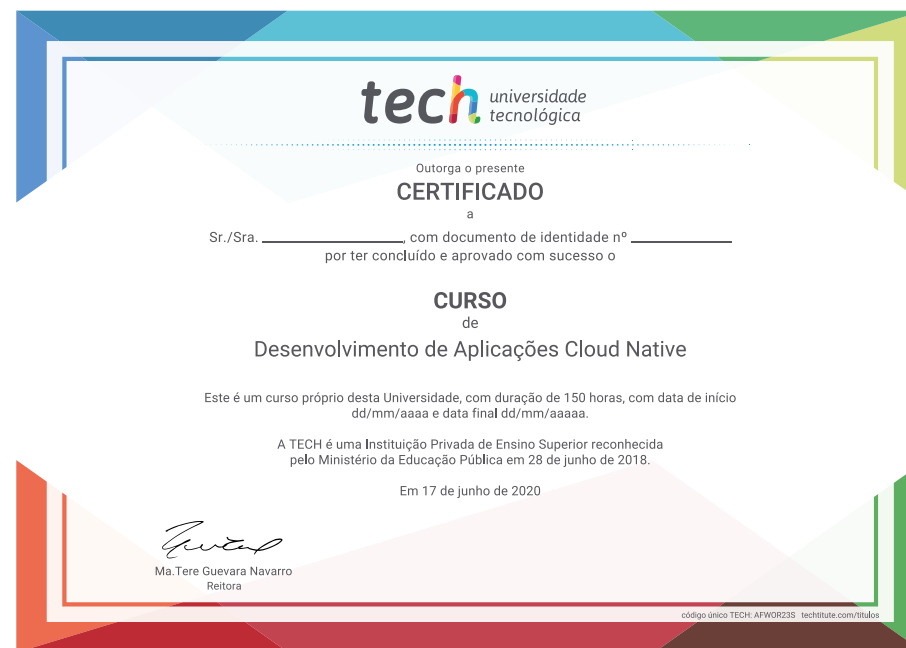 tech universidade
tecnológica
Outorga o presente
CERTIFICADO
a
Sr./Sra. ____________, com documento de identidade nº ____________
por ter concluído e aprovado com sucesso o
CURSO
de
Desenvolvimento de Aplicações Cloud Native
Este é um curso próprio desta Universidade, com duração de 150 horas, com data de início
dd/mm/aaaa e data final dd/mm/aaaaa.
A TECH é uma Instituição Privada de Ensino Superior reconhecida
pelo Ministério da Educação Pública em 28 de junho de 2018.
Em 17 de junho de 2020
Ma.Tere Guevara Navarro
Reitora
código único TECH: AFWOR23S techtitute.com/títulos